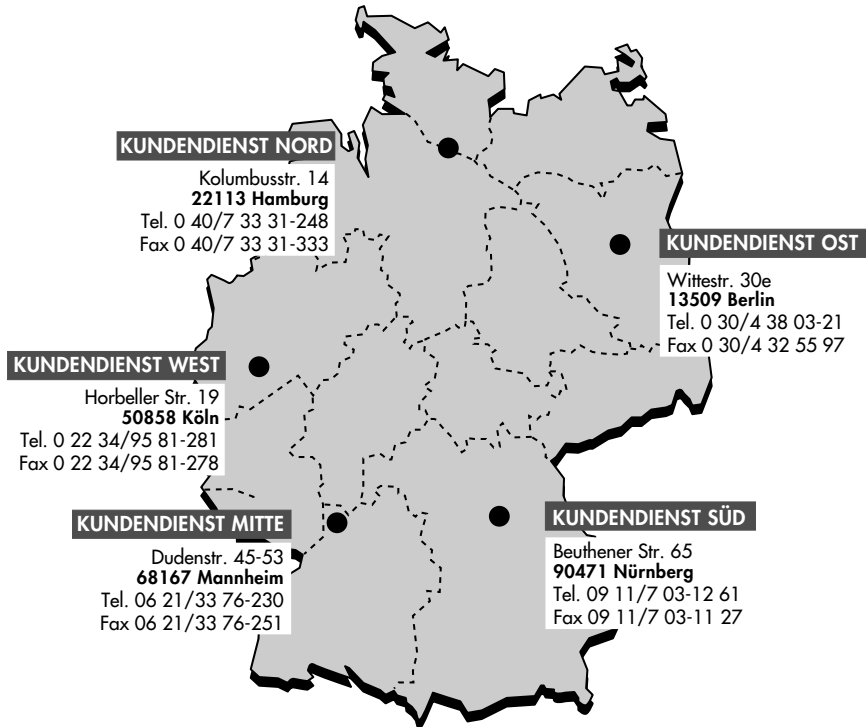 KUNDENDIENST NORD
Kolumbusstr. 14
22113 Hamburg
Tel. 0 40/7 33 31-248
Fax 0 40/7 33 31-333
KUNDENDIENST OST
Wittestr. 30e
13509 Berlin
Tel. 0 30/4 38 03-21
Fax 0 30/4 32 55 97
KUNDENDIENST WEST
Horbeller Str. 19
50858 Köln
Tel. 0 22 34/95 81-281
Fax 0 22 34/95 81-278
KUNDENDIENST MITTE
Dudenstr. 45-53
68167 Mannheim
Tel. 06 21/33 76-230
Fax 06 21/33 76-251
KUNDENDIENST SÜD
Beuthener Str. 65
90471 Nürnberg
Tel. 09 11/7 03-12 61
Fax 09 11/7 03-11 27